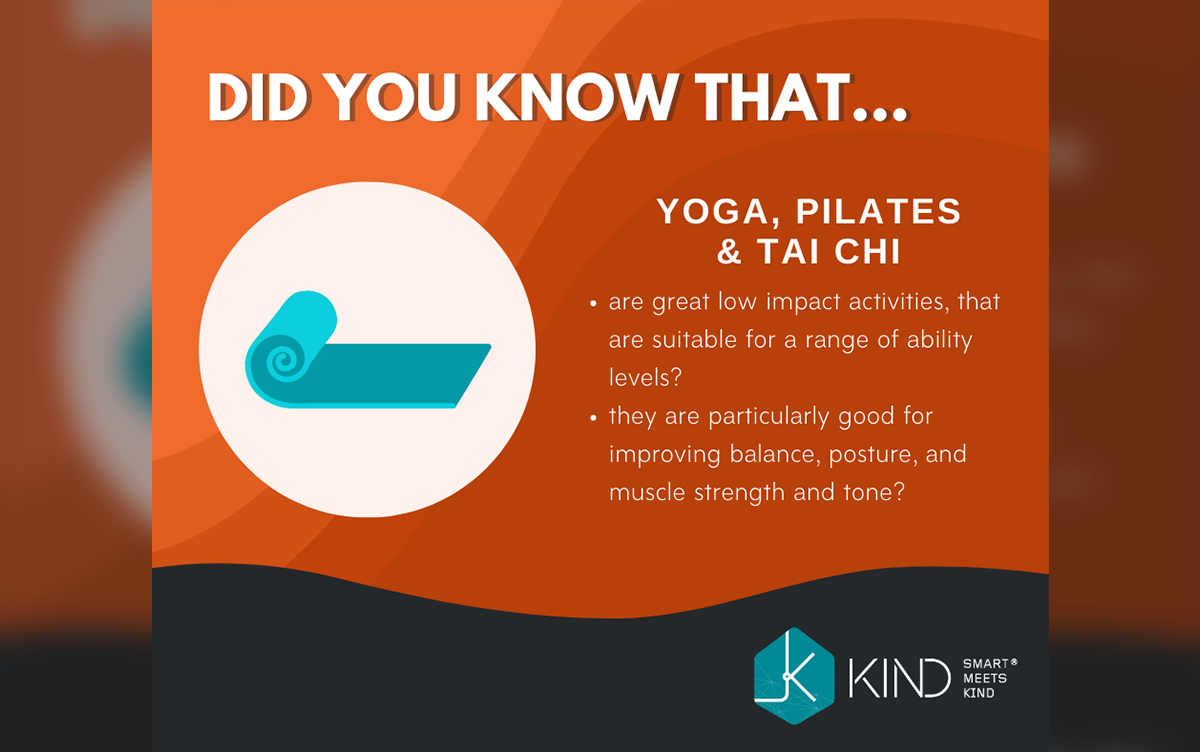 DID YOU KNOW THAT...
YOGA, PILATES
& TAI CHI
• are great low impact activities, that
are suitable for a range of ability
levels?
• they are particularly good for
improving balance, posture, and
muscle strength and tone?
KIND
SMART®
MEETS
KIND